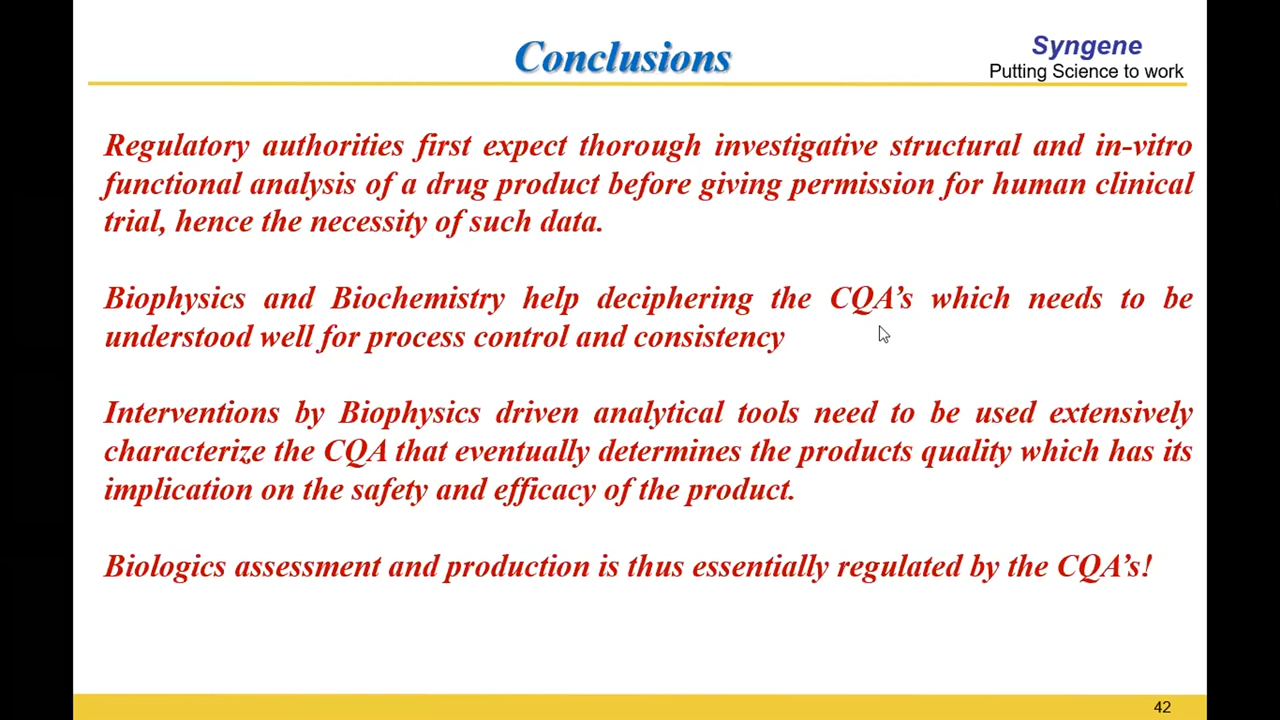 Conclusions
Syngene
Putting Science to work
Regulatory authorities first expect thorough investigative structural and in-vitro
functional analysis of a drug product before giving permission for human clinical
trial, hence the necessity of such data.
Biophysics and Biochemistry help deciphering the CQA’s which needs to be
understood well for process control and consistency
Interventions by Biophysics driven analytical tools need to be used extensively
characterize the CQA that eventually determines the products quality which has its
implication on the safety and efficacy of the product.
Biologics assessment and production is thus essentially regulated by the CQA’s!
42